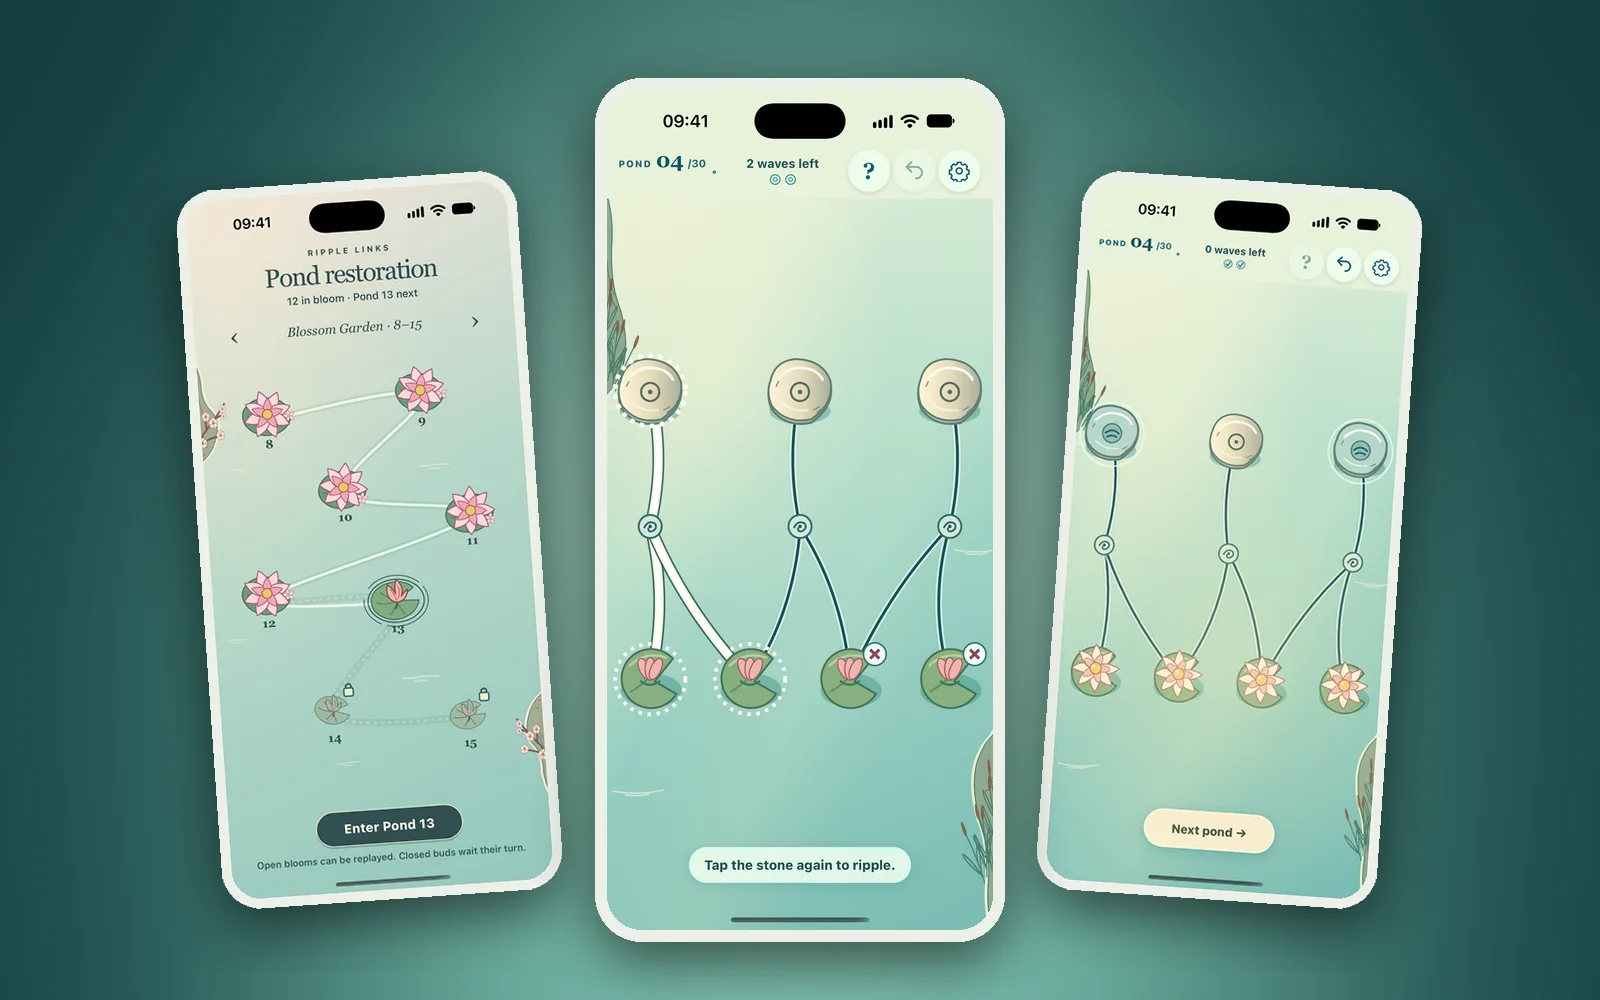 09:41
RIPPLE LINKS
Pond restoration
12 in bloom · Pond 13 next
Blossom Garden · 8–15
8
9
10
11
12
13
14
15
Enter Pond 13
Open blooms can be replayed. Closed buds wait their turn.
09:41
POND 04 /30
2 waves left
?
Tap the stone again to ripple.
09:41
POND 04 /30
0 waves left
?
Next pond →